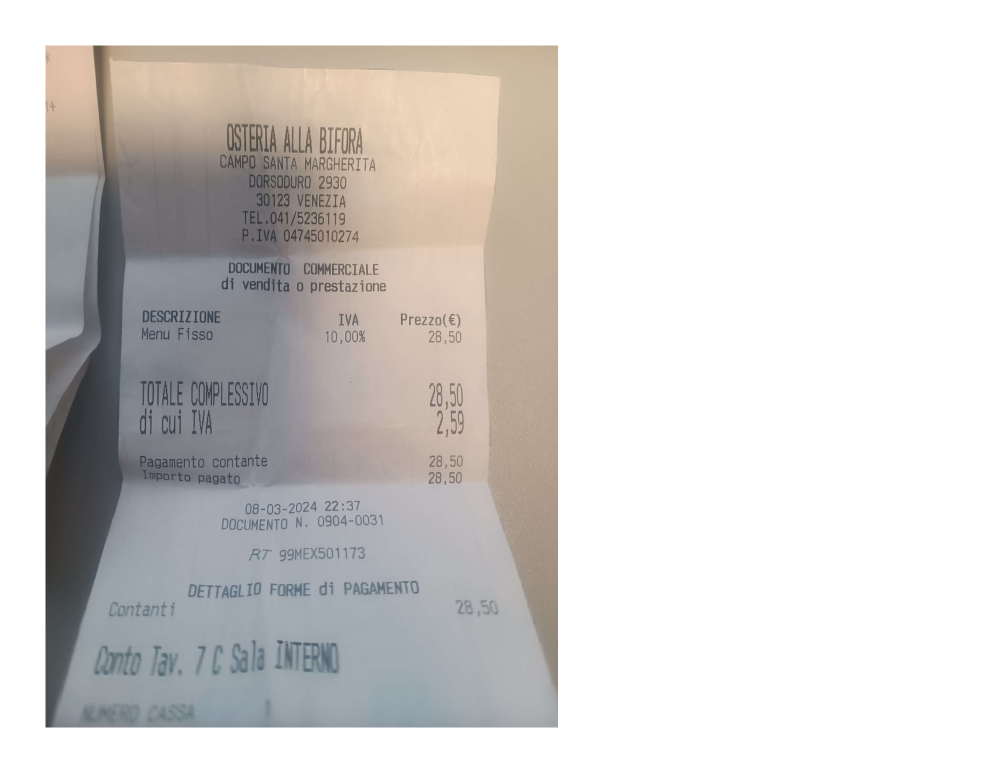 1+
OSTERIA ALLA BIFORA
CAMPO SANTA MARGHERITA
DORSODURO 2930
30123 VENEZIA
TEL.041/5236119
P.IVA 04745010274
DOCUMENTO COMMERCIALE
di vendita o prestazione
DESCRIZIONE IVA Prezzo(€)
Menu Fisso 10,00% 28,50
TOTALE COMPLESSIVO 28,50
di cui IVA 2,59
Pagamento contante 28,50
Importo pagato 28,50
08-03-2024 22:37
DOCUMENTO N. 0904-0031
RT 99MEX501173
DETTAGLIO FORME di PAGAMENTO
Contanti 28,50
Conto Tav. 7 C Sala INTERNO
NUMERO CASSA 1